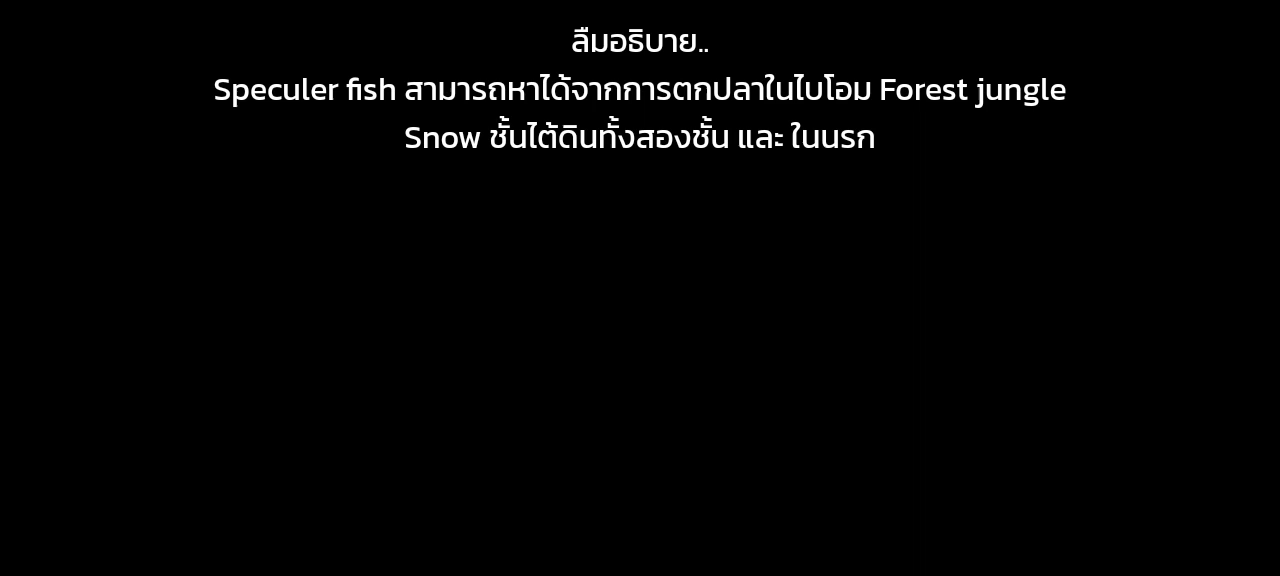 ลืมอธิบาย..
Speculer fish สามารถหาได้จากการตกปลาในไบโอม Forest jungle
Snow ชั้นไต้ดินทั้งสองชั้น และ ในนรก